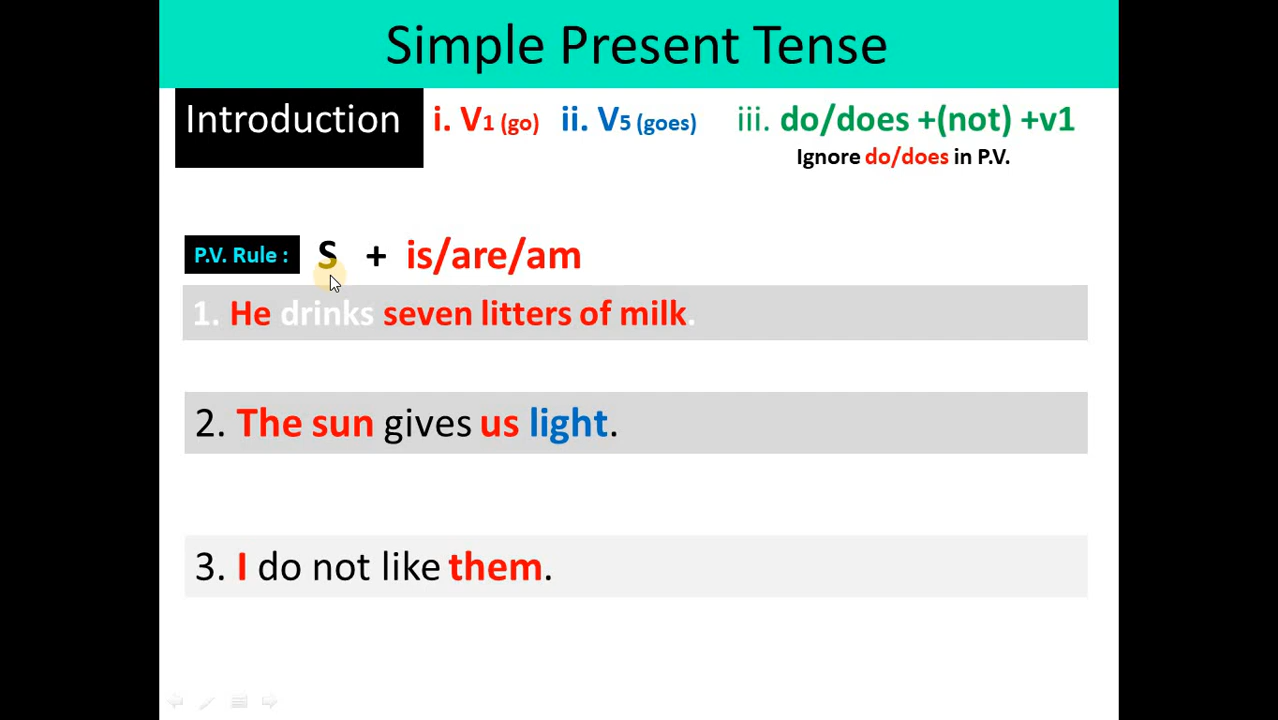 Simple Present Tense
Introduction i. V1 (go) ii. V5 (goes) iii. do/does +(not) +v1
Ignore do/does in P.V.
P.V. Rule : S + is/are/am
1. He drinks seven litters of milk.
2. The sun gives us light.
3. I do not like them.